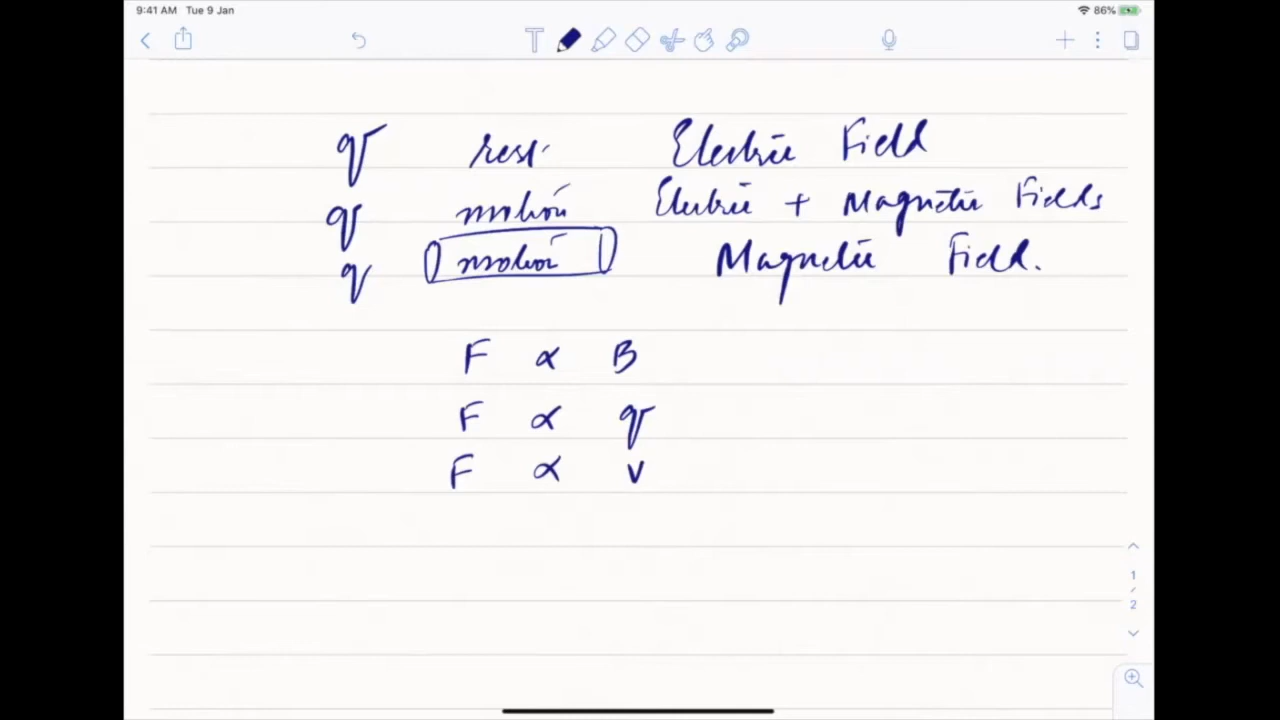 9:41 AM Tue 9 Jan 86%
q rest Electric Field
q motion Electric + Magnetic Fields
q motion Magnetic Field.
F ∝ B
F ∝ q
F ∝ v
1
/
2